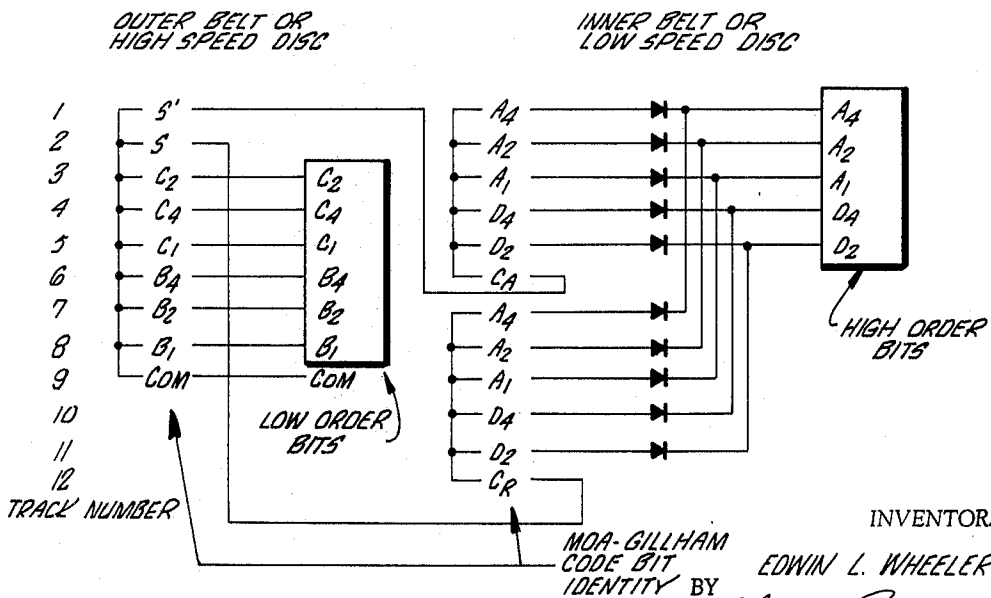 OUTER BELT OR
HIGH SPEED DISC
INNER BELT OR
LOW SPEED DISC
1
2
3
4
5
6
7
8
9
10
11
12
TRACK NUMBER
S'
S
C2
C4
C1
B4
B2
B1
COM
C2
C4
C1
B4
B2
B1
COM
LOW ORDER
BITS
A4
A2
A1
D4
D2
CA
A4
A2
A1
D4
D2
CR
A4
A2
A1
D4
D2
HIGH ORDER
BITS
MOA-GILLHAM
CODE BIT
IDENTITY
INVENTOR.
EDWIN L. WHEELER
BY